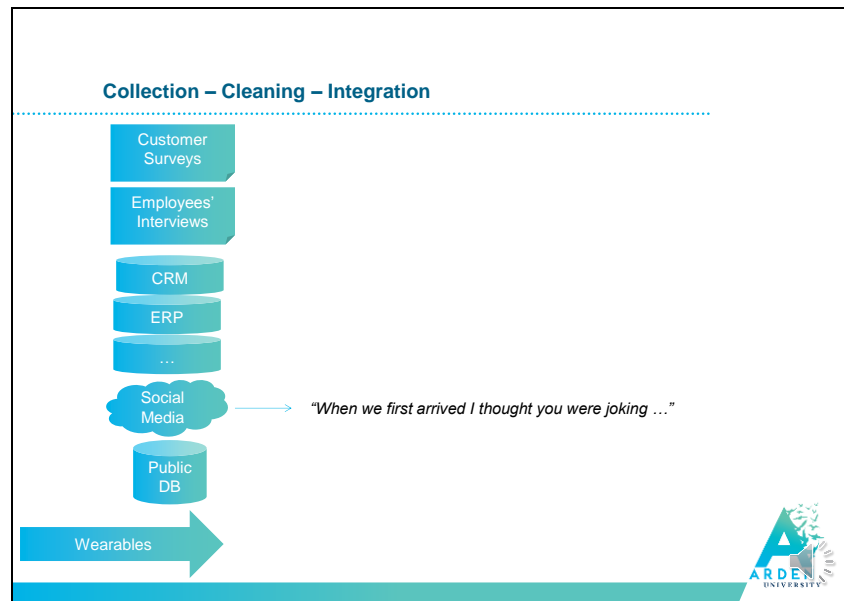 Collection – Cleaning – Integration
Customer
Surveys
Employees’
Interviews
CRM
ERP
…
Social
Media
“When we first arrived I thought you were joking …”
Public
DB
Wearables
UNIVERSITY